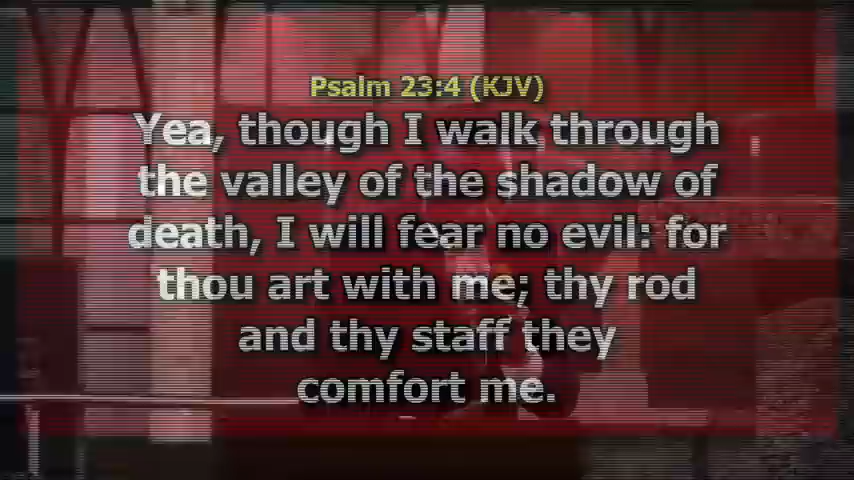 Psalm 23:4 (KJV)
Yea, though I walk through
the valley of the shadow of
death, I will fear no evil: for
thou art with me; thy rod
and thy staff they
comfort me.